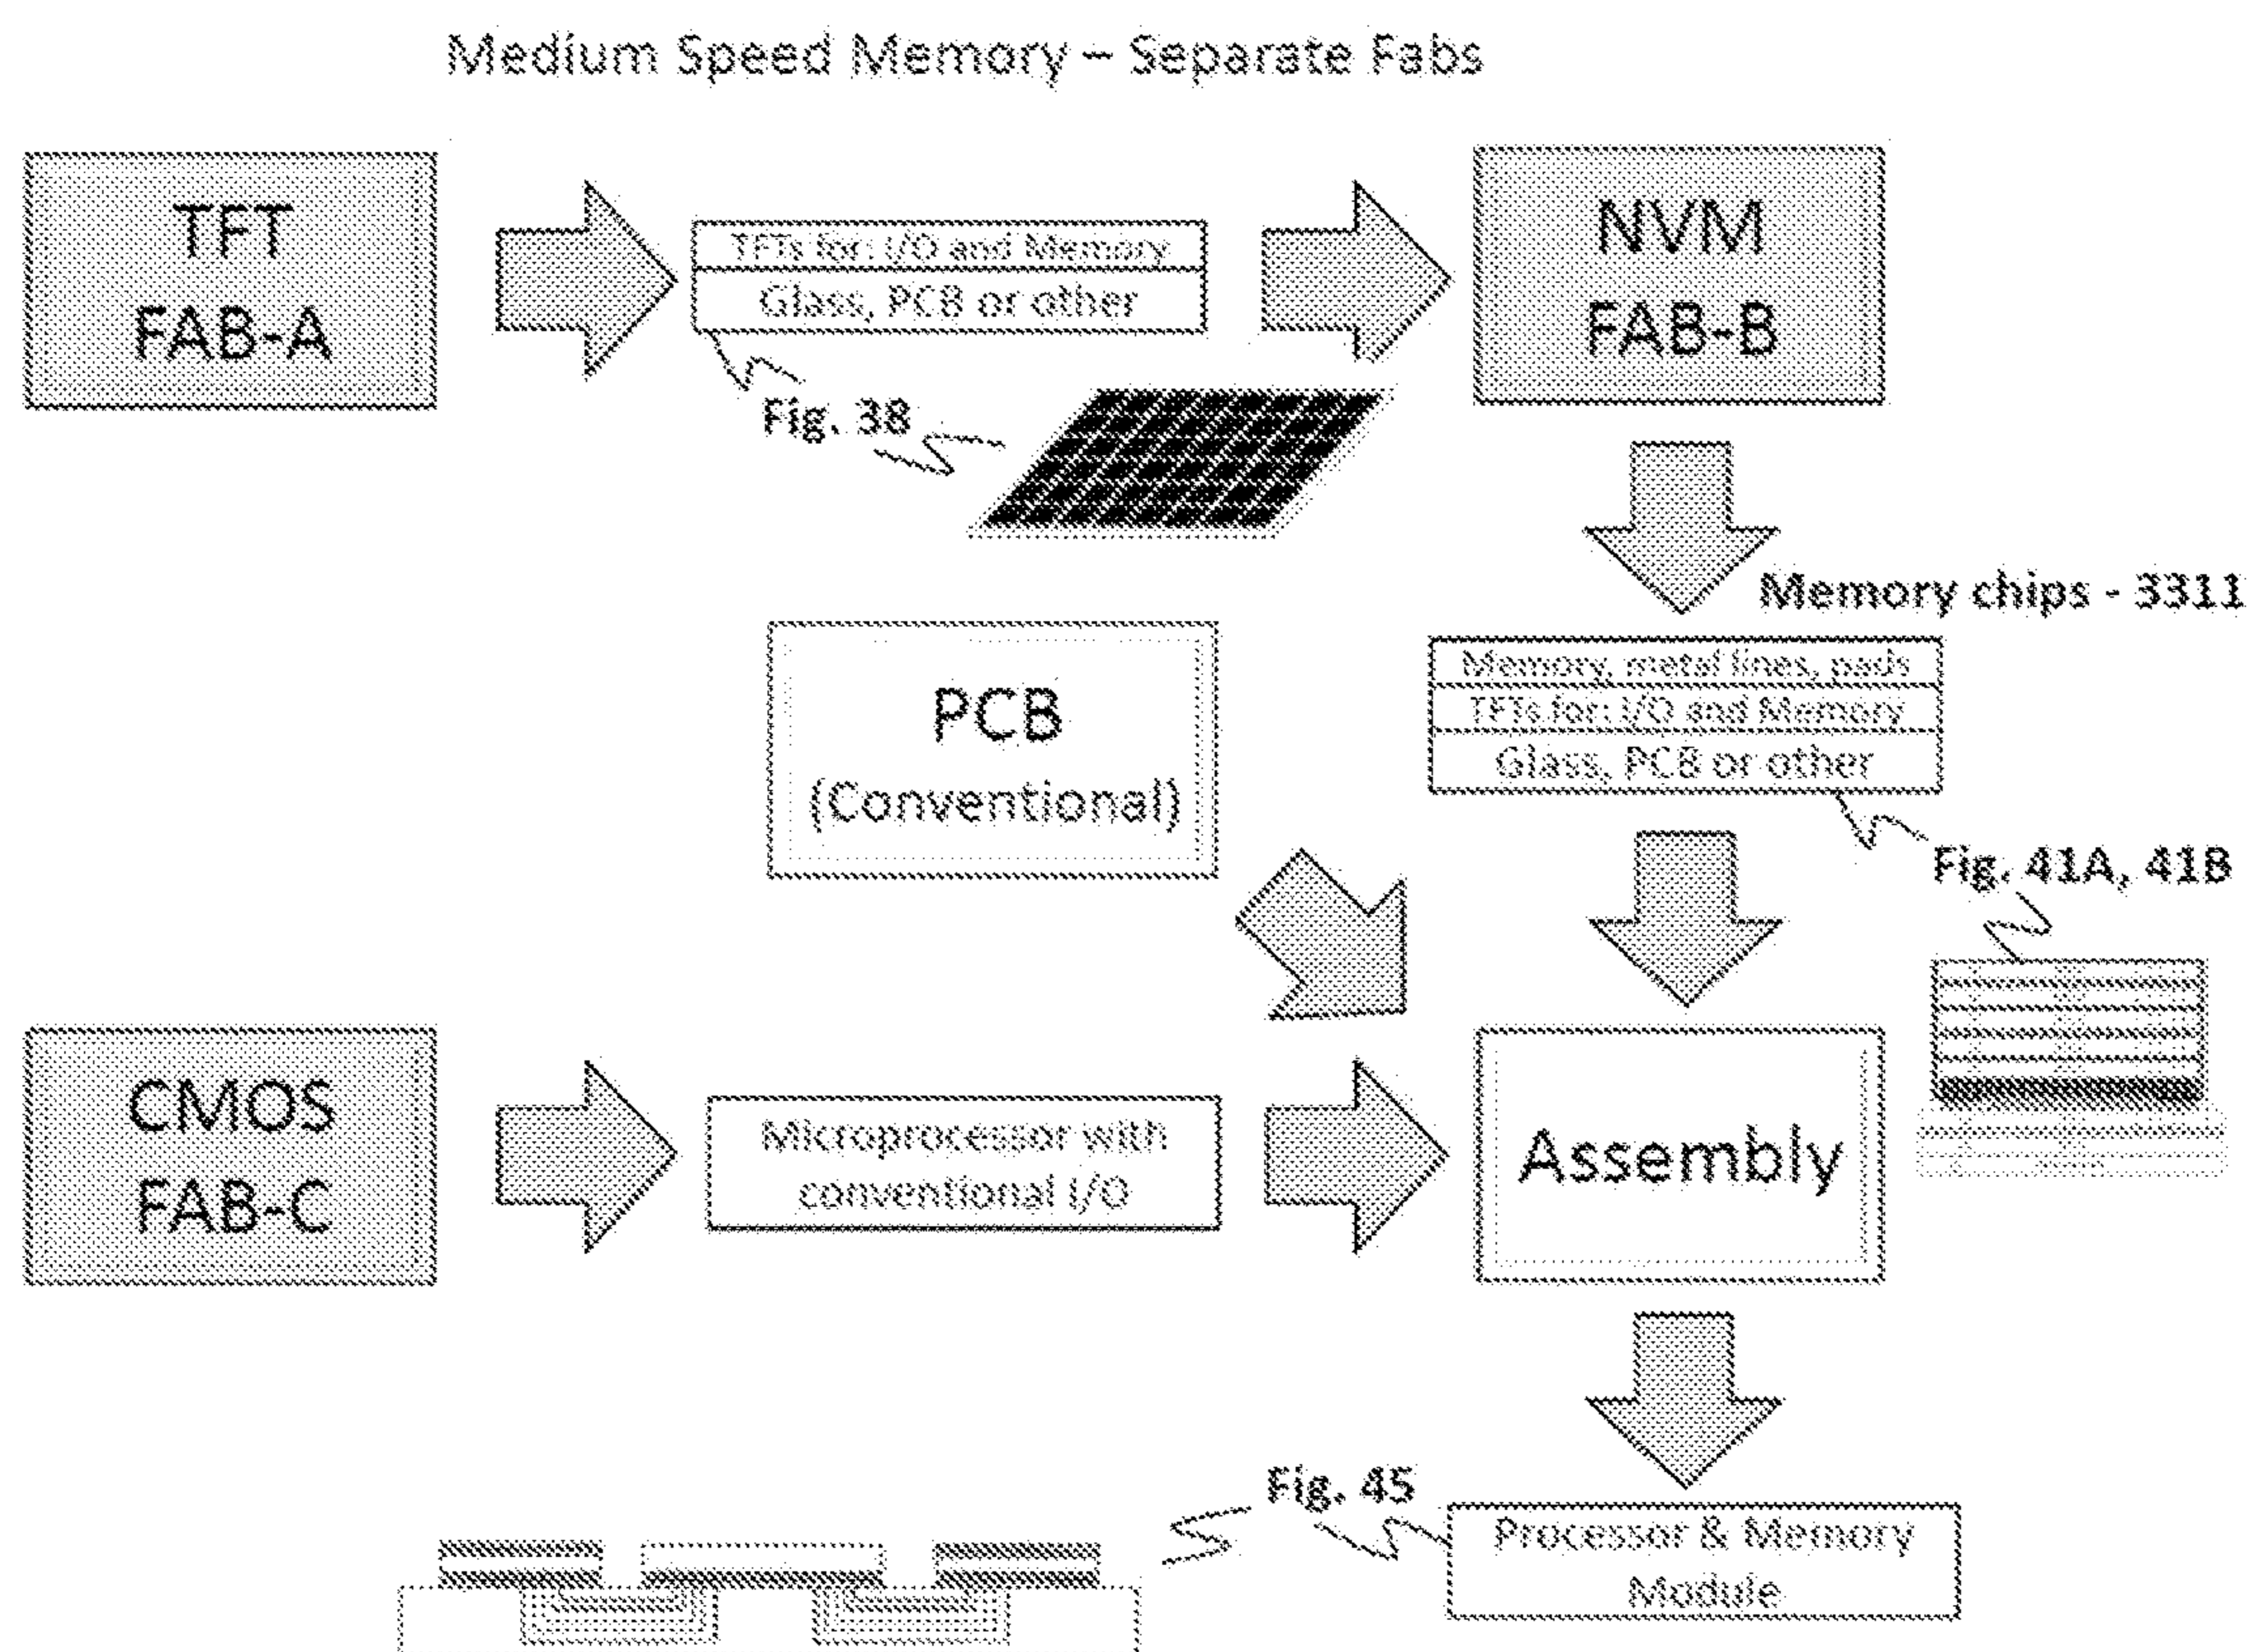 Medium Speed Memory – Separate Fabs
TFT
FAB-A
TFTs for: I/O and Memory
Glass, PCB or other
NVM
FAB-B
Fig. 38
Memory chips - 3311
PCB
(Conventional)
Memory, metal lines, pads
TFTs for: I/O and Memory
Glass, PCB or other
Fig. 41A, 41B
CMOS
FAB-C
Microprocessor with
conventional I/O
Assembly
Fig. 45
Processor & Memory
Module